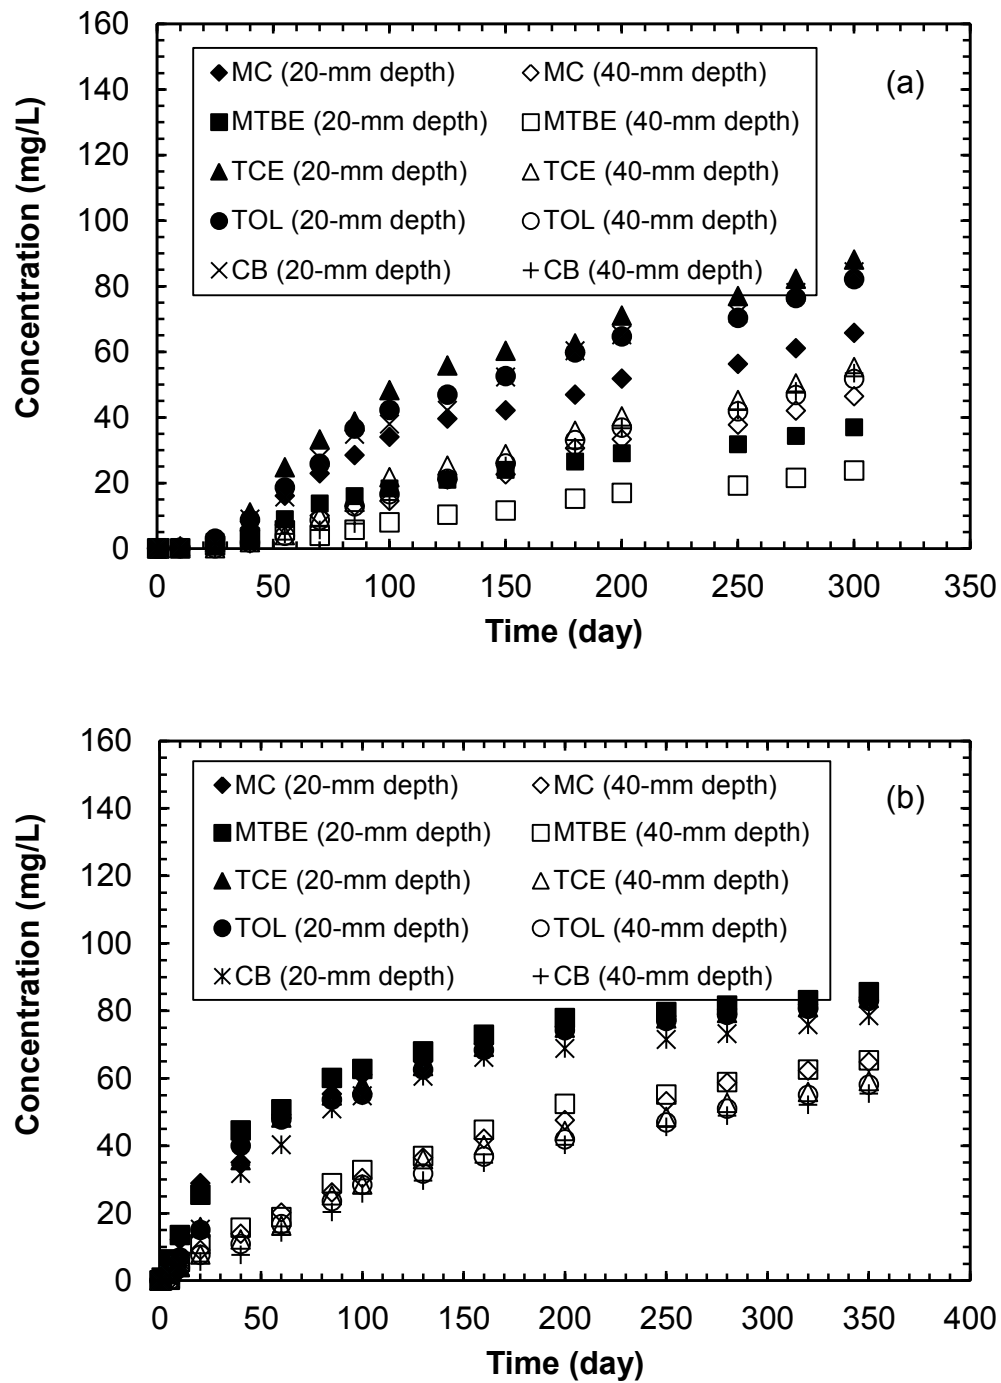 160
140
120
100
80
60
40
20
0
Concentration (mg/L)
MC (20-mm depth) MC (40-mm depth)
MTBE (20-mm depth) MTBE (40-mm depth)
TCE (20-mm depth) TCE (40-mm depth)
TOL (20-mm depth) TOL (40-mm depth)
CB (20-mm depth) CB (40-mm depth)
(a)
0 50 100 150 200 250 300 350
Time (day)
160
140
120
100
80
60
40
20
0
Concentration (mg/L)
MC (20-mm depth) MC (40-mm depth)
MTBE (20-mm depth) MTBE (40-mm depth)
TCE (20-mm depth) TCE (40-mm depth)
TOL (20-mm depth) TOL (40-mm depth)
CB (20-mm depth) CB (40-mm depth)
(b)
0 50 100 150 200 250 300 350 400
Time (day)